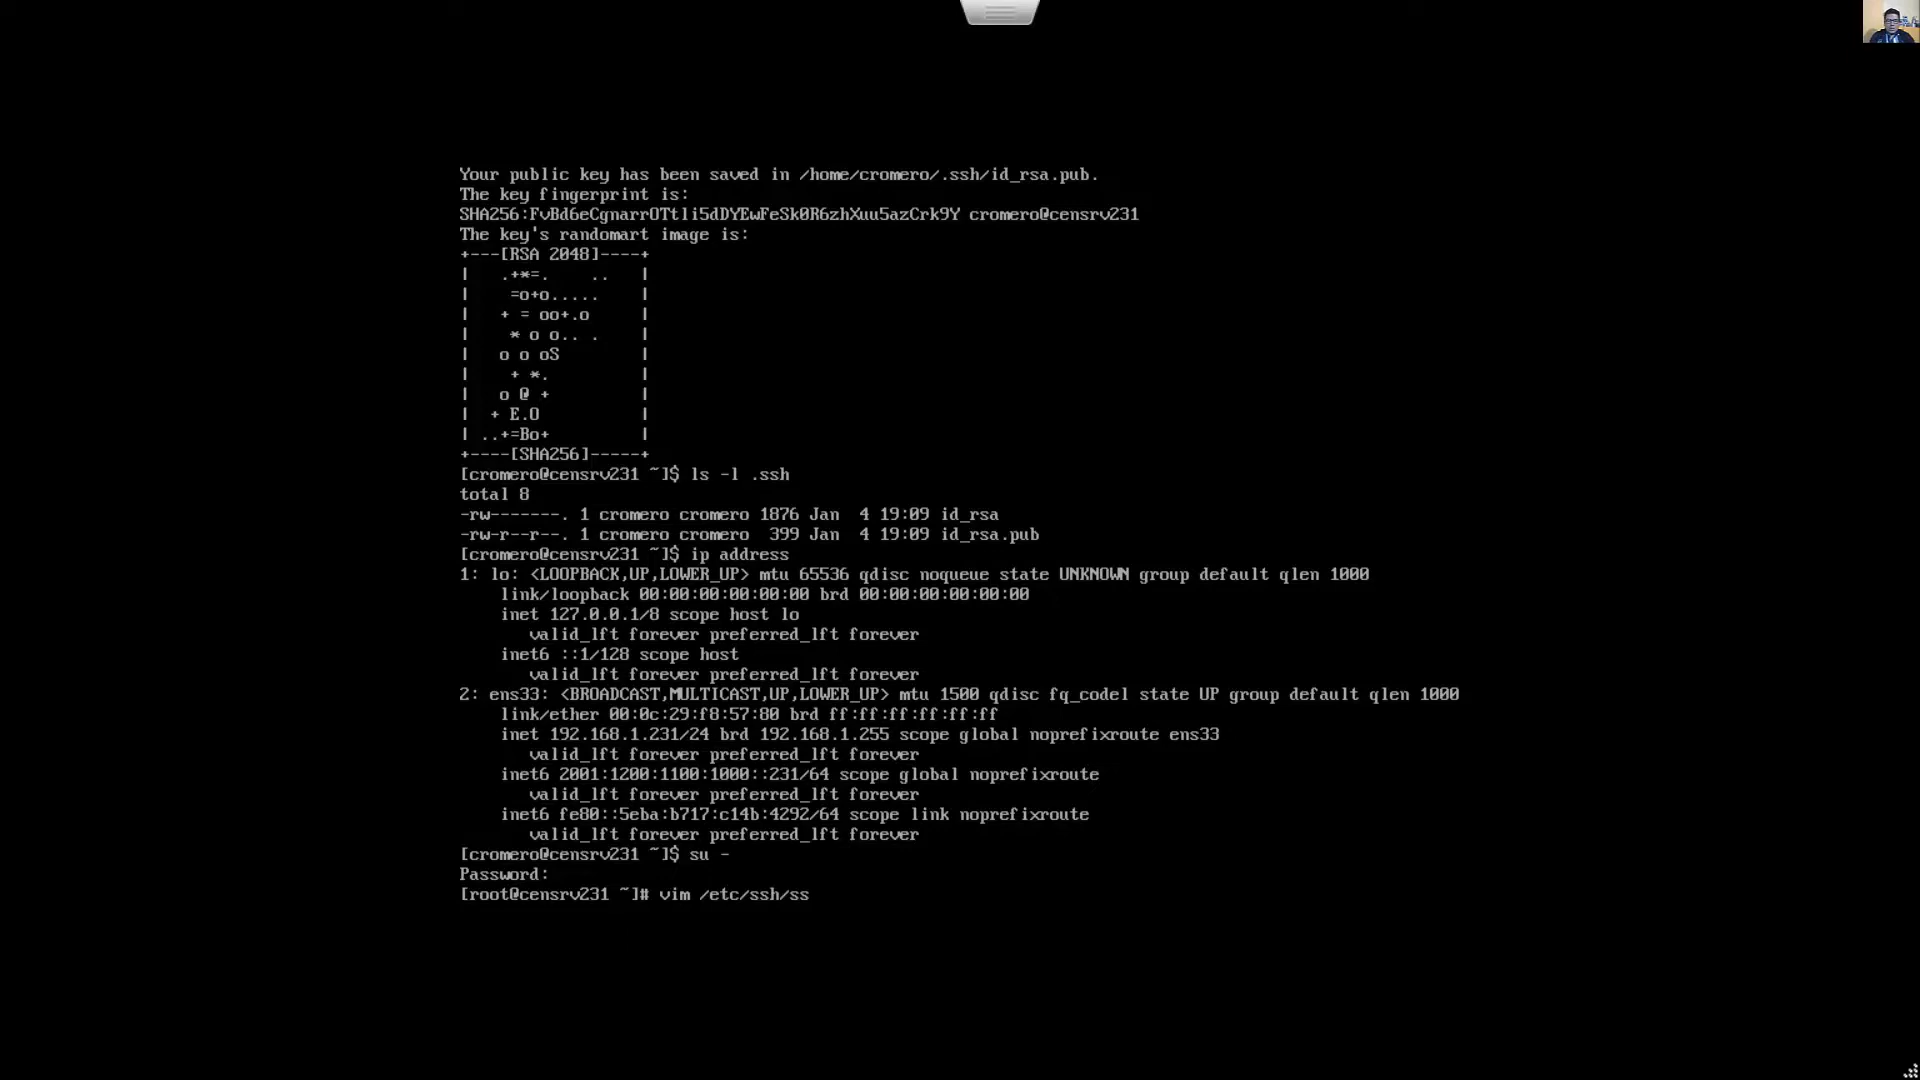 Your public key has been saved in /home/cromero/.ssh/id_rsa.pub.
The key fingerprint is:
SHA256:FvBd6eCgnarrOTtli5dDYEwFeSk0R6zhXuu5azCrk9Y cromero@censrv231
The key's randomart image is:
+---[RSA 2048]----+
|   .+*=.    ..   |
|    =o+o.....    |
|   + = oo+.o     |
|    * o o.. .    |
|   o o oS        |
|    + *.         |
|   o @ +         |
|  + E.O          |
| ..+=Bo+         |
+----[SHA256]-----+
[cromero@censrv231 ~]$ ls -l .ssh
total 8
-rw-------. 1 cromero cromero 1876 Jan  4 19:09 id_rsa
-rw-r--r--. 1 cromero cromero  399 Jan  4 19:09 id_rsa.pub
[cromero@censrv231 ~]$ ip address
1: lo: <LOOPBACK,UP,LOWER_UP> mtu 65536 qdisc noqueue state UNKNOWN group default qlen 1000
    link/loopback 00:00:00:00:00:00 brd 00:00:00:00:00:00
    inet 127.0.0.1/8 scope host lo
       valid_lft forever preferred_lft forever
    inet6 ::1/128 scope host
       valid_lft forever preferred_lft forever
2: ens33: <BROADCAST,MULTICAST,UP,LOWER_UP> mtu 1500 qdisc fq_codel state UP group default qlen 1000
    link/ether 00:0c:29:f8:57:80 brd ff:ff:ff:ff:ff:ff
    inet 192.168.1.231/24 brd 192.168.1.255 scope global noprefixroute ens33
       valid_lft forever preferred_lft forever
    inet6 2001:1200:1100:1000::231/64 scope global noprefixroute
       valid_lft forever preferred_lft forever
    inet6 fe80::5eba:b717:c14b:4292/64 scope link noprefixroute
       valid_lft forever preferred_lft forever
[cromero@censrv231 ~]$ su -
Password:
[root@censrv231 ~]# vim /etc/ssh/ss